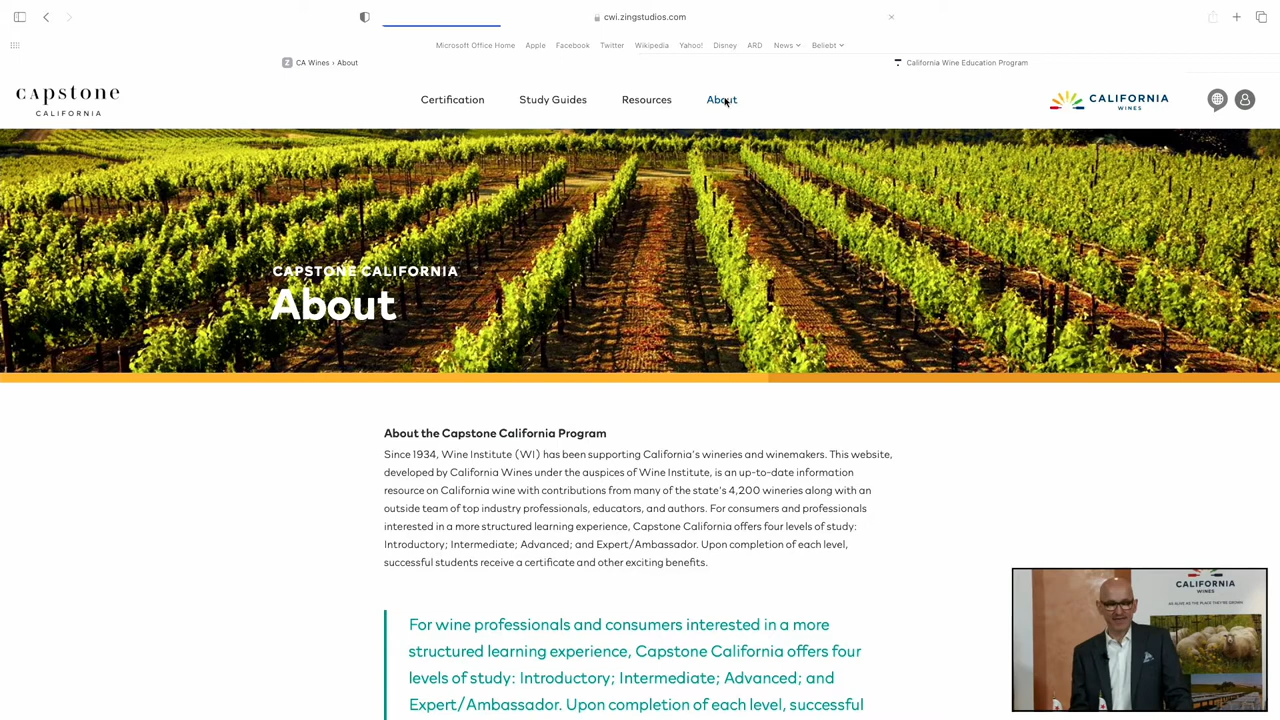 cwi.zingstudios.com
Microsoft Office Home Apple Facebook Twitter Wikipedia Yahoo! Disney ARD News Beliebt
Z CA Wines › About
California Wine Education Program
capstone
CALIFORNIA
Certification Study Guides Resources About
CALIFORNIA
WINES
CAPSTONE CALIFORNIA
About
About the Capstone California Program
Since 1934, Wine Institute (WI) has been supporting California's wineries and winemakers. This website,
developed by California Wines under the auspices of Wine Institute, is an up-to-date information
resource on California wine with contributions from many of the state's 4,200 wineries along with an
outside team of top industry professionals, educators, and authors. For consumers and professionals
interested in a more structured learning experience, Capstone California offers four levels of study:
Introductory; Intermediate; Advanced; and Expert/Ambassador. Upon completion of each level,
successful students receive a certificate and other exciting benefits.
For wine professionals and consumers interested in a more
structured learning experience, Capstone California offers four
levels of study: Introductory; Intermediate; Advanced; and
Expert/Ambassador. Upon completion of each level, successful
CALIFORNIA
WINES
AS ALIVE AS THE PLACE THEY'RE GROWN